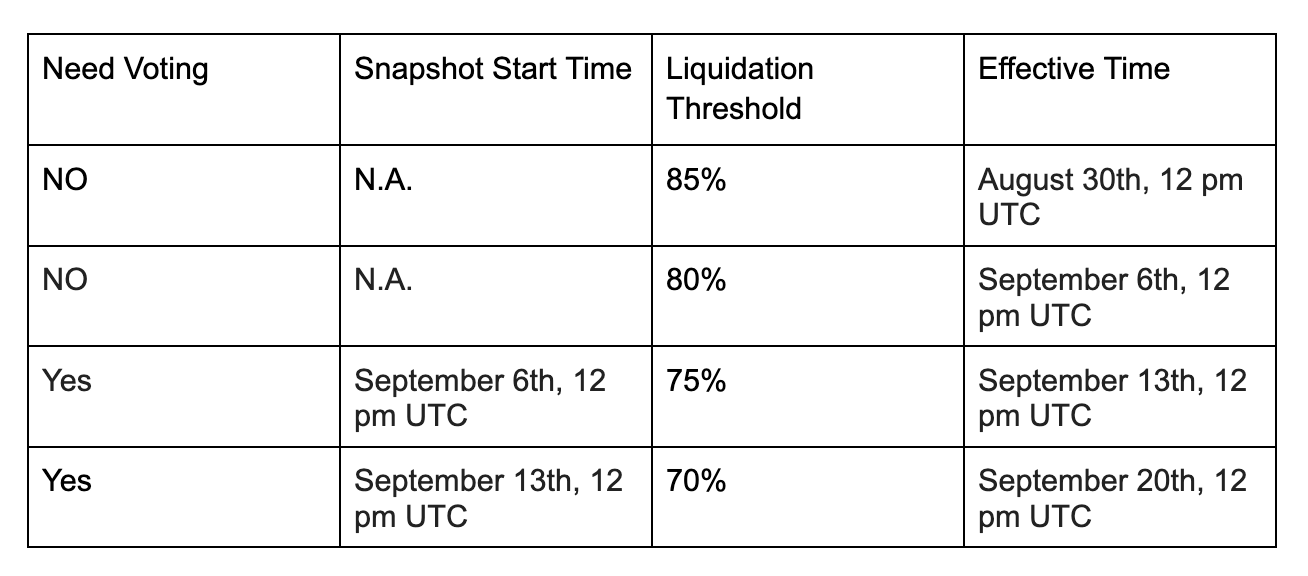 Need Voting
Snapshot Start Time
Liquidation
Threshold
Effective Time
NO
N.A.
85%
August 30th, 12 pm
UTC
NO
N.A.
80%
September 6th, 12
pm UTC
Yes
September 6th, 12
pm UTC
75%
September 13th, 12
pm UTC
Yes
September 13th, 12
pm UTC
70%
September 20th, 12
pm UTC